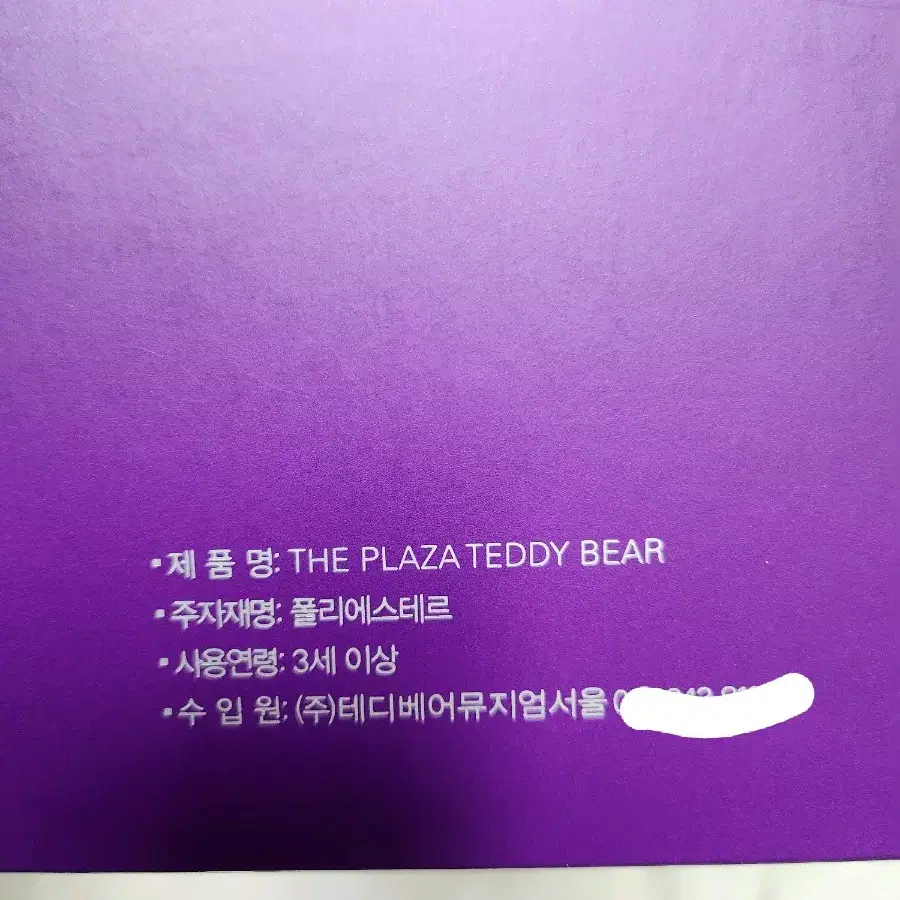 ▪제 품 명: THE PLAZA TEDDY BEAR
▪주자재명: 폴리에스테르
▪사용연령: 3세 이상
▪수 입 원: (주)테디베어뮤지엄서울